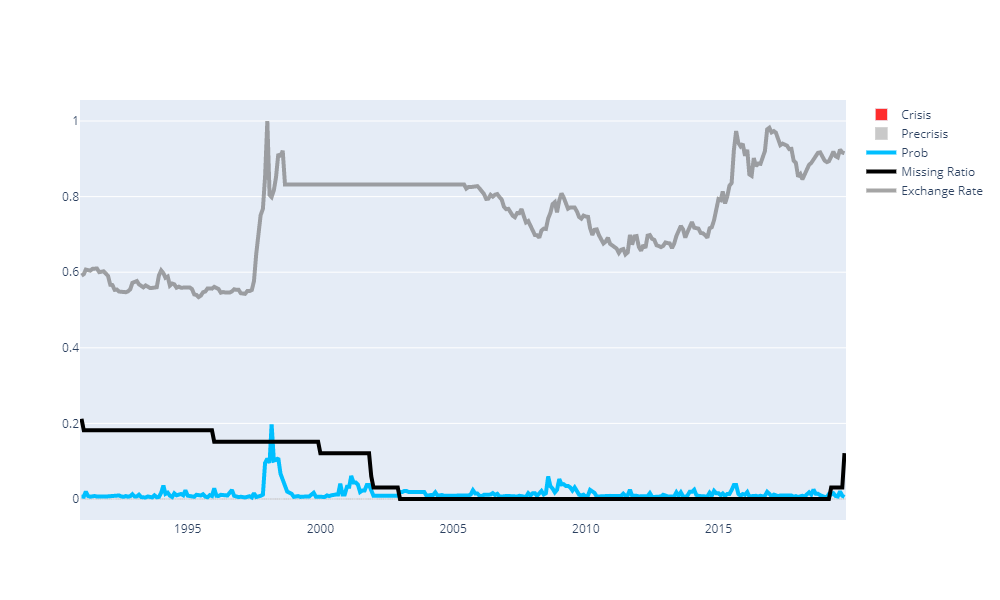 1
0.8
0.6
0.4
0.2
0
1995
2000
2005
2010
2015
Crisis
Precrisis
Prob
Missing Ratio
Exchange Rate